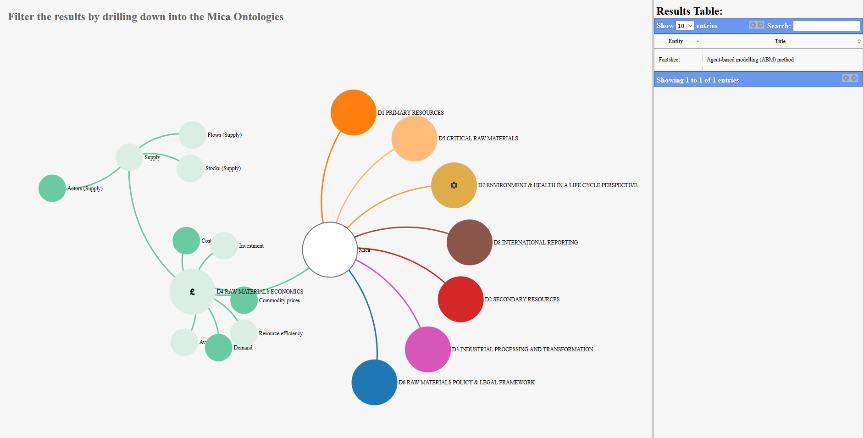 Filter the results by drilling down into the Mica Ontologies
D1 PRIMARY RESOURCES
D5 CRITICAL RAW MATERIALS
Flows (Supply)
Supply
Stocks (Supply)
Actors (Supply)
D7 ENVIRONMENT & HEALTH IN A LIFE CYCLE PERSPECTIVE
Cost
Investment
D8 INTERNATIONAL REPORTING
£
D4 RAW MATERIALS ECONOMICS
Commodity prices
D2 SECONDARY RESOURCES
Resource efficiency
Demand
D3 INDUSTRIAL PROCESSING AND TRANSFORMATION
D6 RAW MATERIALS POLICY & LEGAL FRAMEWORK
Results Table:
Show 10 entries Search:
Entity Title
Factsheet Agent-based modelling (ABM) method
Showing 1 to 1 of 1 entries